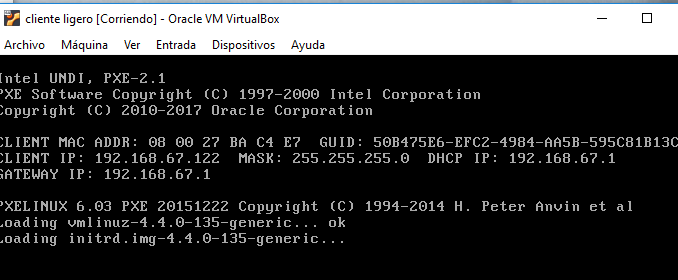 cliente ligero [Corriendo] - Oracle VM VirtualBox
Archivo Máquina Ver Entrada Dispositivos Ayuda
Intel UNDI, PXE-2.1
PXE Software Copyright (C) 1997-2000 Intel Corporation
Copyright (C) 2010-2017 Oracle Corporation
CLIENT MAC ADDR: 08 00 27 BA C4 E7 GUID: 50B475E6-EFC2-4984-AA5B-595C81B13C
CLIENT IP: 192.168.67.122 MASK: 255.255.255.0 DHCP IP: 192.168.67.1
GATEWAY IP: 192.168.67.1
PXELINUX 6.03 PXE 20151222 Copyright (C) 1994-2014 H. Peter Anvin et al
Loading vmlinuz-4.4.0-135-generic... ok
Loading initrd.img-4.4.0-135-generic...